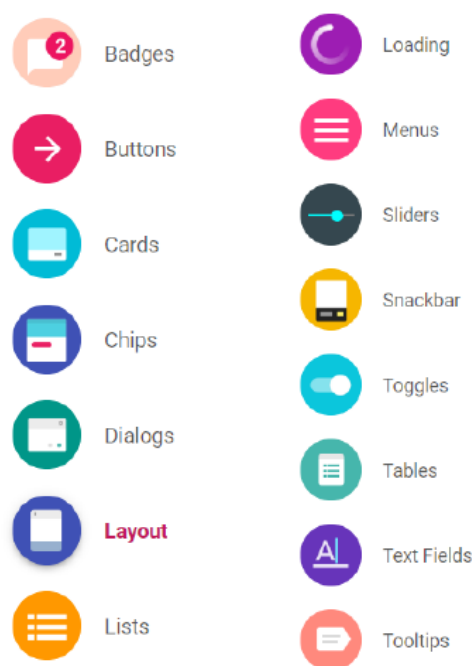 2
Badges
Buttons
Cards
Chips
Dialogs
Layout
Lists
Loading
Menus
Sliders
Snackbar
Toggles
Tables
A
Text Fields
Tooltips